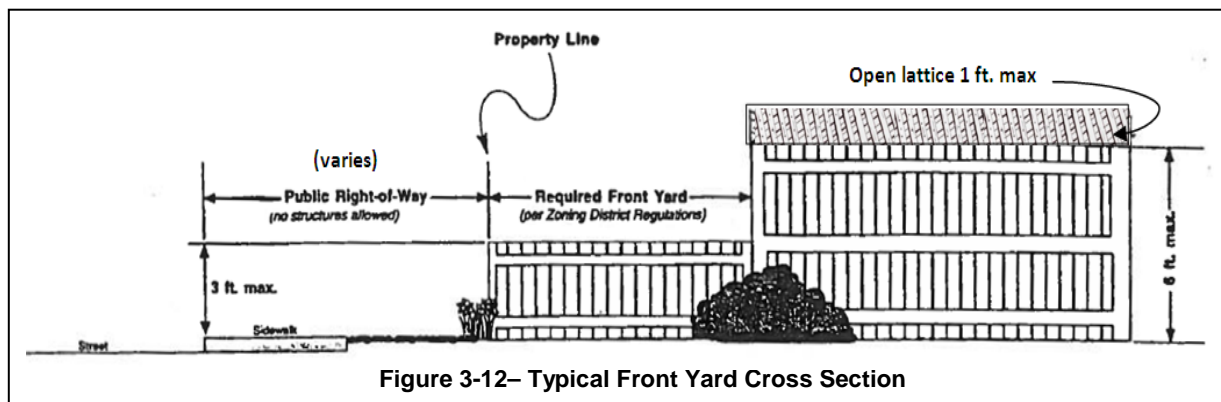 Property Line
Open lattice 1 ft. max
(varies)
Public Right-of-Way
(no structures allowed)
Required Front Yard
(per Zoning District Regulations)
3 ft. max.
6 ft. max.
Sidewalk
Street
Figure 3-12– Typical Front Yard Cross Section